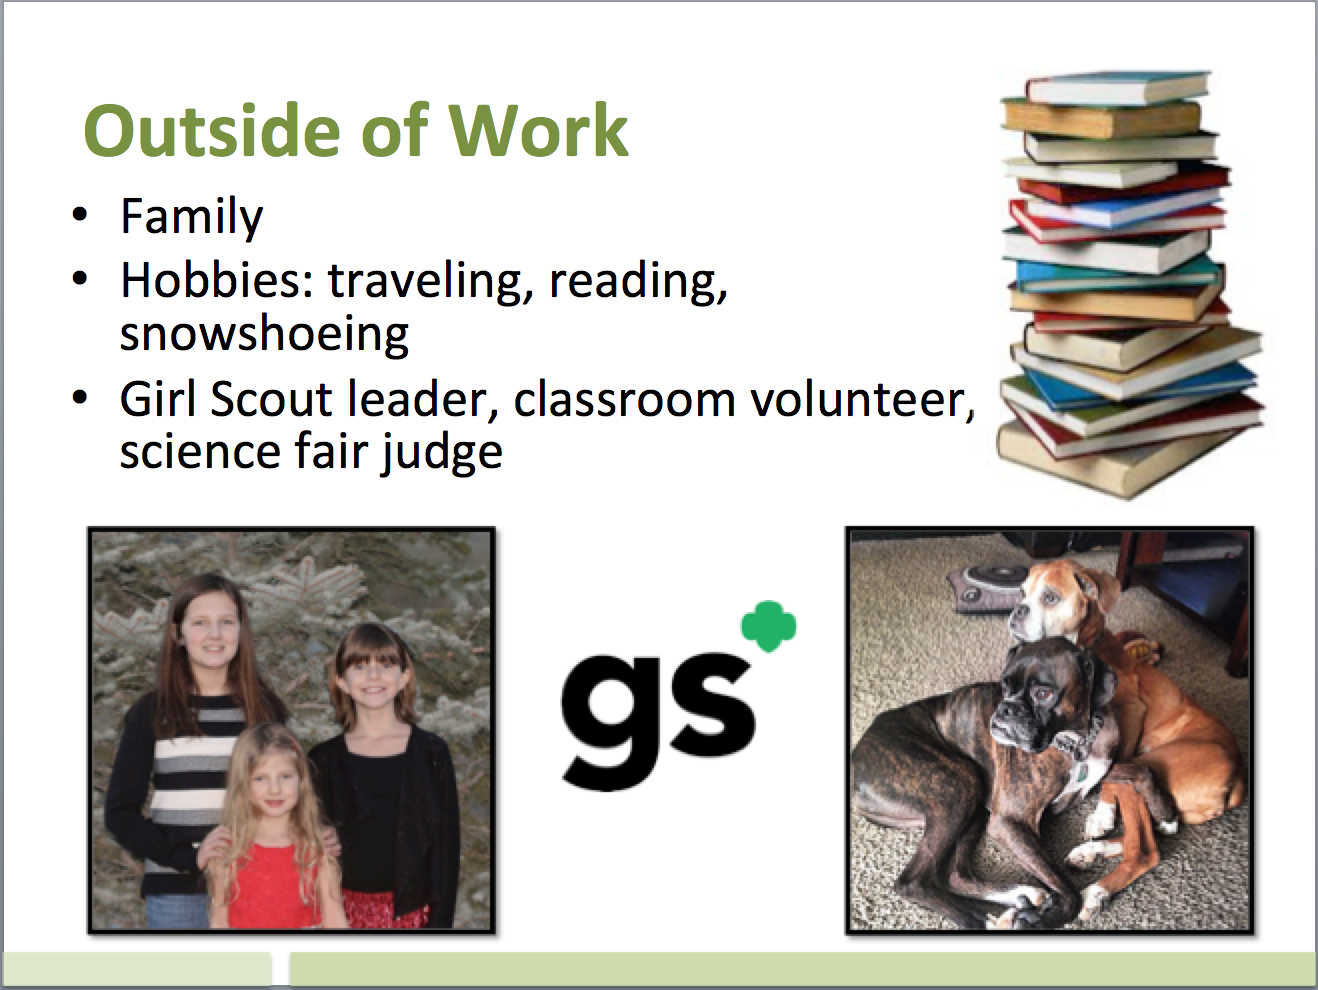 Outside of Work
• Family
• Hobbies: traveling, reading,
snowshoeing
• Girl Scout leader, classroom volunteer,
science fair judge
gs